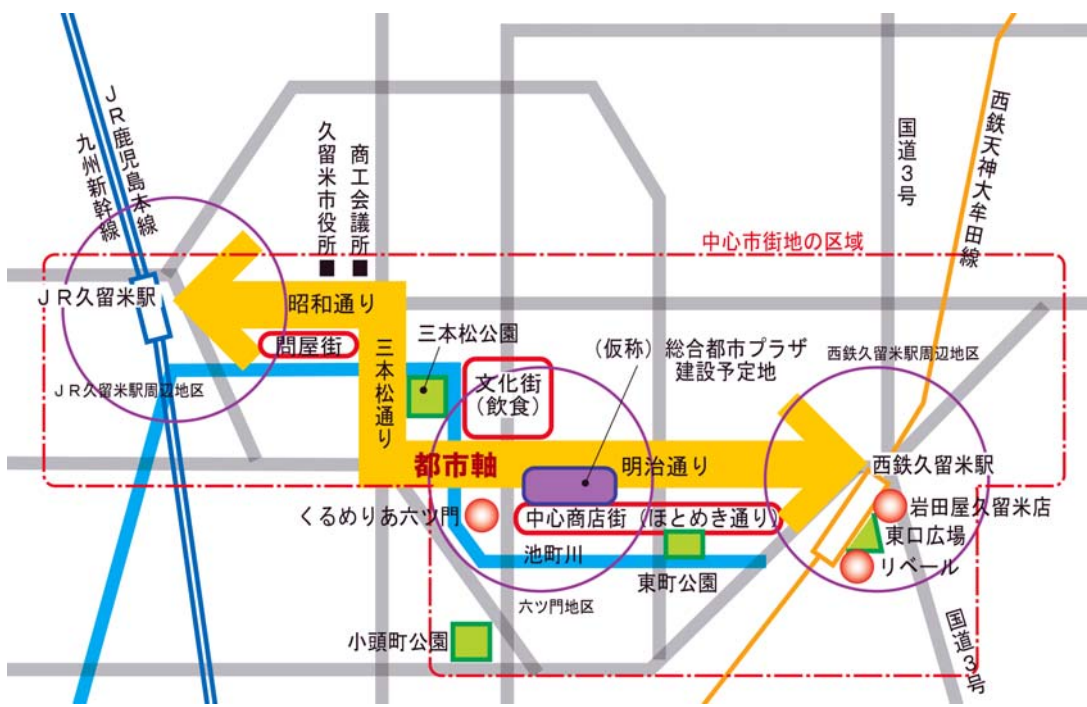 JR鹿児島本線
九州新幹線
久留米市役所
商工会議所
国道3号
西鉄天神大牟田線
中心市街地の区域
JR久留米駅
昭和通り
問屋街
三本松公園
(仮称)総合都市プラザ
建設予定地
西鉄久留米駅周辺地区
JR久留米駅周辺地区
三本松通り
文化街
(飲食)
都市軸
明治通り
西鉄久留米駅
くるめりあ六ツ門
中心商店街(ほとめき通り)
岩田屋久留米店
東口広場
池町川
リベール
東町公園
六ツ門地区
小頭町公園
国道3号